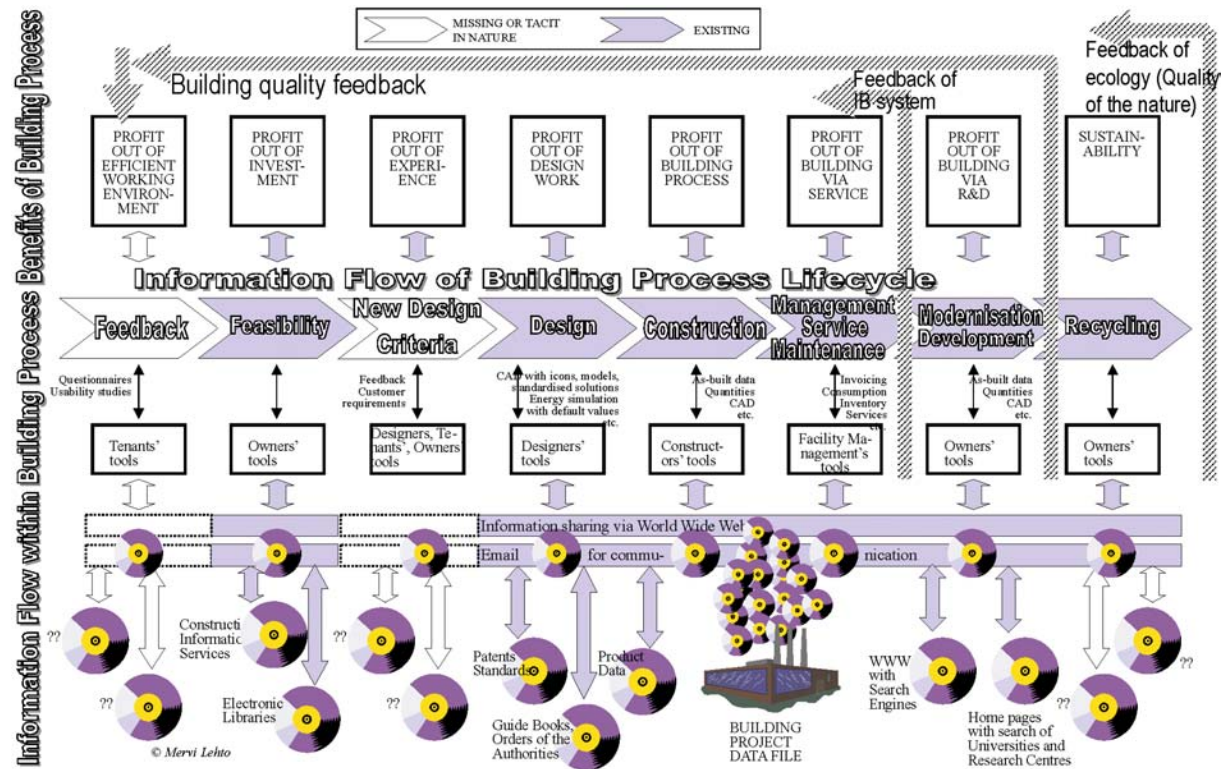 MISSING OR TACIT
IN NATURE
EXISTING
Building quality feedback
Feedback of
IB system
Feedback of
ecology (Quality
of the nature)
Benefits of Building Process
PROFIT
OUT OF
EFFICIENT
WORKING
ENVIRON-
MENT
PROFIT
OUT OF
INVEST-
MENT
PROFIT
OUT OF
EXPERI-
ENCE
PROFIT
OUT OF
DESIGN
WORK
PROFIT
OUT OF
BUILDING
PROCESS
PROFIT
OUT OF
BUILDING
VIA
SERVICE
PROFIT
OUT OF
BUILDING
VIA
R&D
SUSTAIN-
ABILITY
Information Flow of Building Process Lifecycle
Feedback
Feasibility
New Design
Criteria
Design
Construction
Management
Service
Maintenance
Modernisation
Development
Recycling
Information Flow within Building Process
Questionnaires
Usability studies
Feedback
Customer
requirements
CAD with icons, models,
standardised solutions
Energy simulation
with default values
etc.
As-built data
Quantities
CAD
etc.
Invoicing
Consumption
Inventory
Services
etc.
As-built data
Quantities
CAD
etc.
Tenants' tools
Owners' tools
Designers, Te-
nants', Owners
tools
Designers' tools
Construct-
ors' tools
Facility Ma-
nagement's tools
Owners' tools
Owners' tools
Information sharing via World Wide Web
Email for commu- nication
??
??
Constructi
Information
Services
Electronic
Libraries
??
??
Patents
Standards
Guide Books,
Orders of the
Authorities
Product
Data
BUILDING
PROJECT
DATA FILE
WWW
with
Search
Engines
Home pages
with search of
Universities and
Research Centres
??
??
© Mervi Lehto